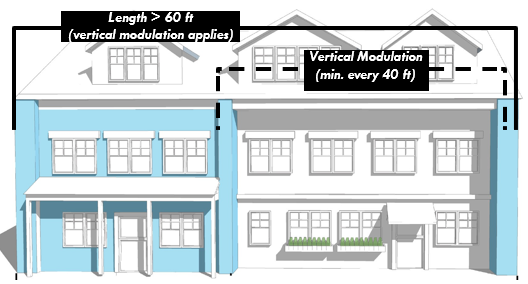 Length > 60 ft
(vertical modulation applies)
Vertical Modulation
(min. every 40 ft)